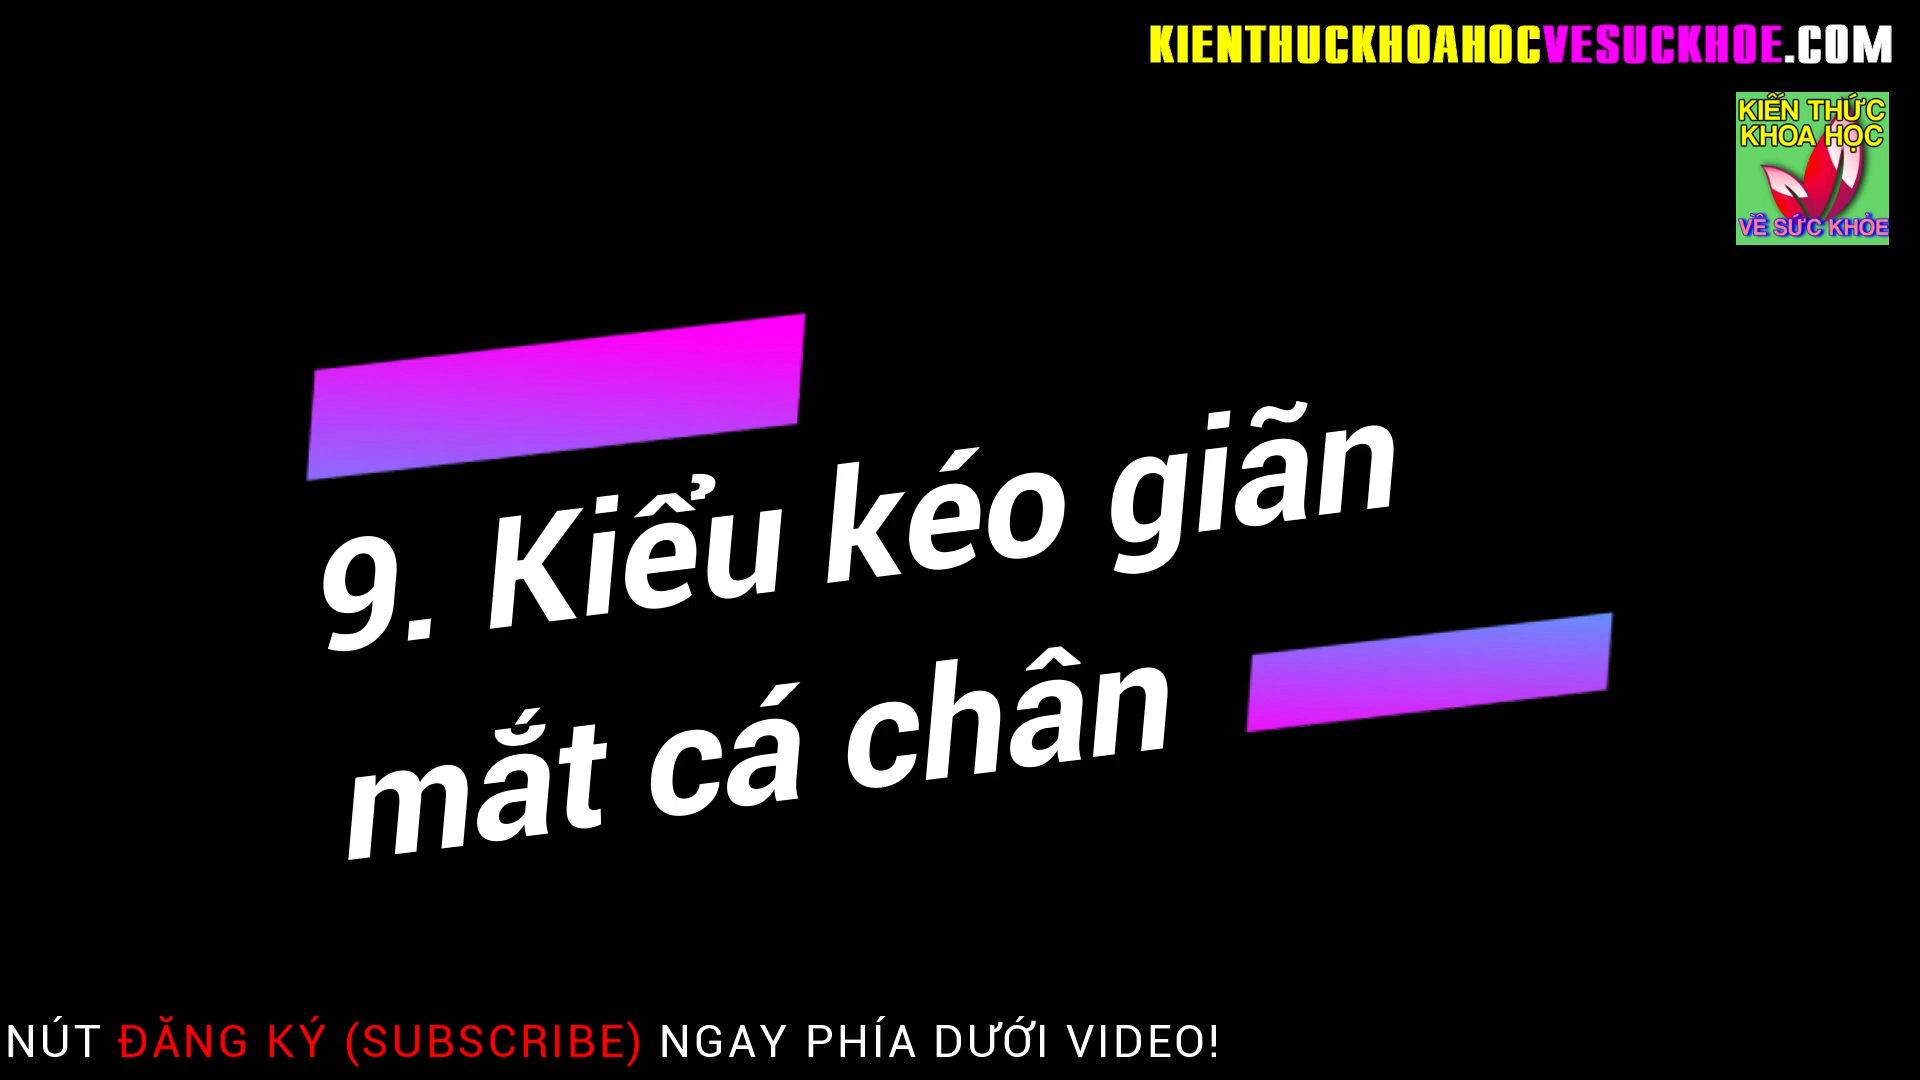 KIENTHUCKHOAHOCVESUCKHOE.COM
KIẾN THỨC
KHOA HỌC
VỀ SỨC KHỎE
9. Kiểu kéo giãn
mắt cá chân
NÚT ĐĂNG KÝ (SUBSCRIBE) NGAY PHÍA DƯỚI VIDEO!